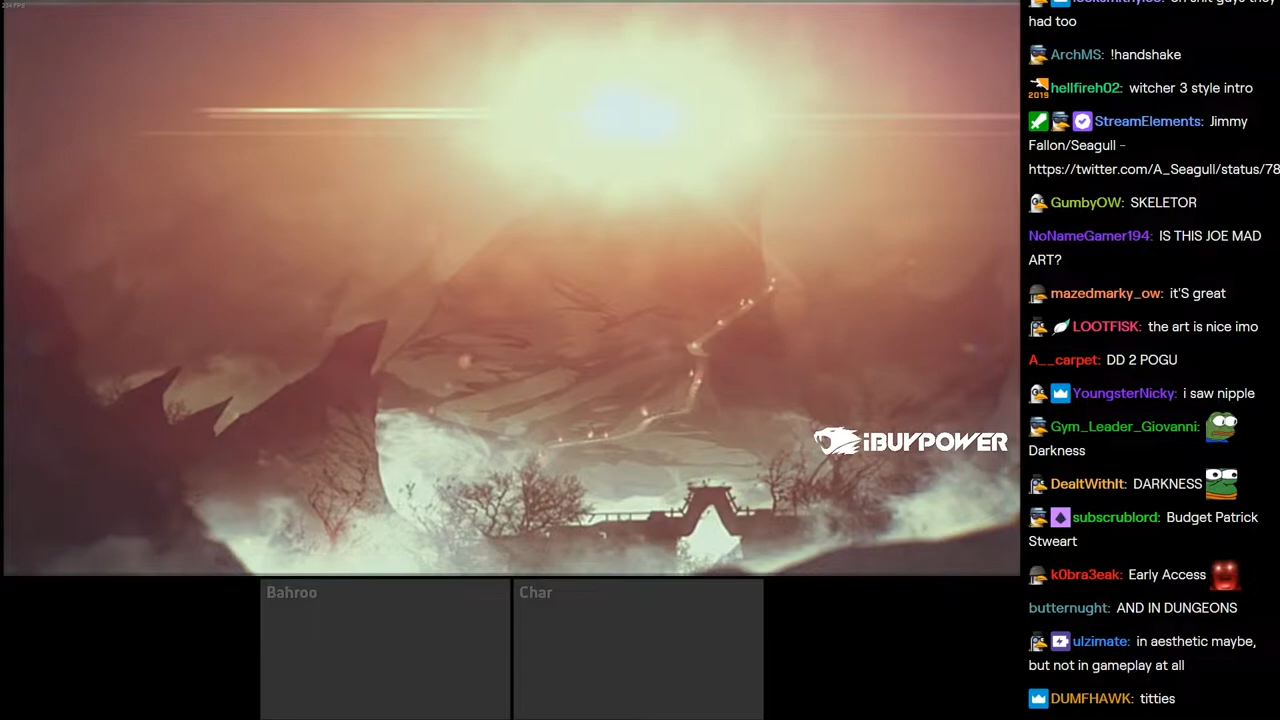 234 FPS
had too
ArchMS: !handshake
hellfireh02: witcher 3 style intro
2019
StreamElements: Jimmy
Fallon/Seagull -
https://twitter.com/A_Seagull/status/78
GumbyOW: SKELETOR
NoNameGamer194: IS THIS JOE MAD
ART?
mazedmarky_ow: it'S great
LOOTFISK: the art is nice imo
A__carpet: DD 2 POGU
YoungsterNicky: i saw nipple
Gym_Leader_Giovanni:
Darkness
iBUYPOWER
DealtWithIt: DARKNESS
subscrublord: Budget Patrick
Stweart
k0bra3eak: Early Access
Bahroo
Char
butternught: AND IN DUNGEONS
ulzimate: in aesthetic maybe,
but not in gameplay at all
DUMFHAWK: titties